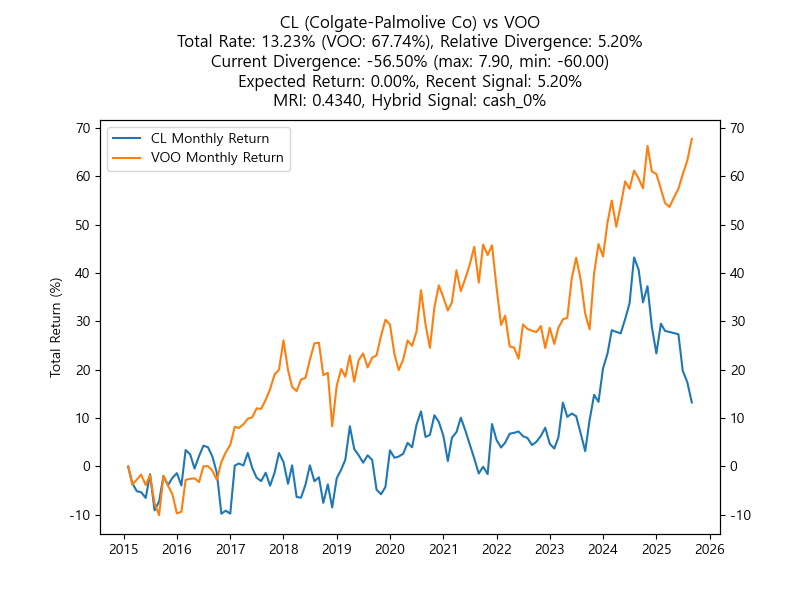 CL (Colgate-Palmolive Co) vs VOO
Total Rate: 13.23% (VOO: 67.74%), Relative Divergence: 5.20%
Current Divergence: -56.50% (max: 7.90, min: -60.00)
Expected Return: 0.00%, Recent Signal: 5.20%
MRI: 0.4340, Hybrid Signal: cash_0%
CL Monthly Return
VOO Monthly Return
Total Return (%)
70
60
50
40
30
20
10
0
-10
70
60
50
40
30
20
10
0
-10
2015 2016 2017 2018 2019 2020 2021 2022 2023 2024 2025 2026